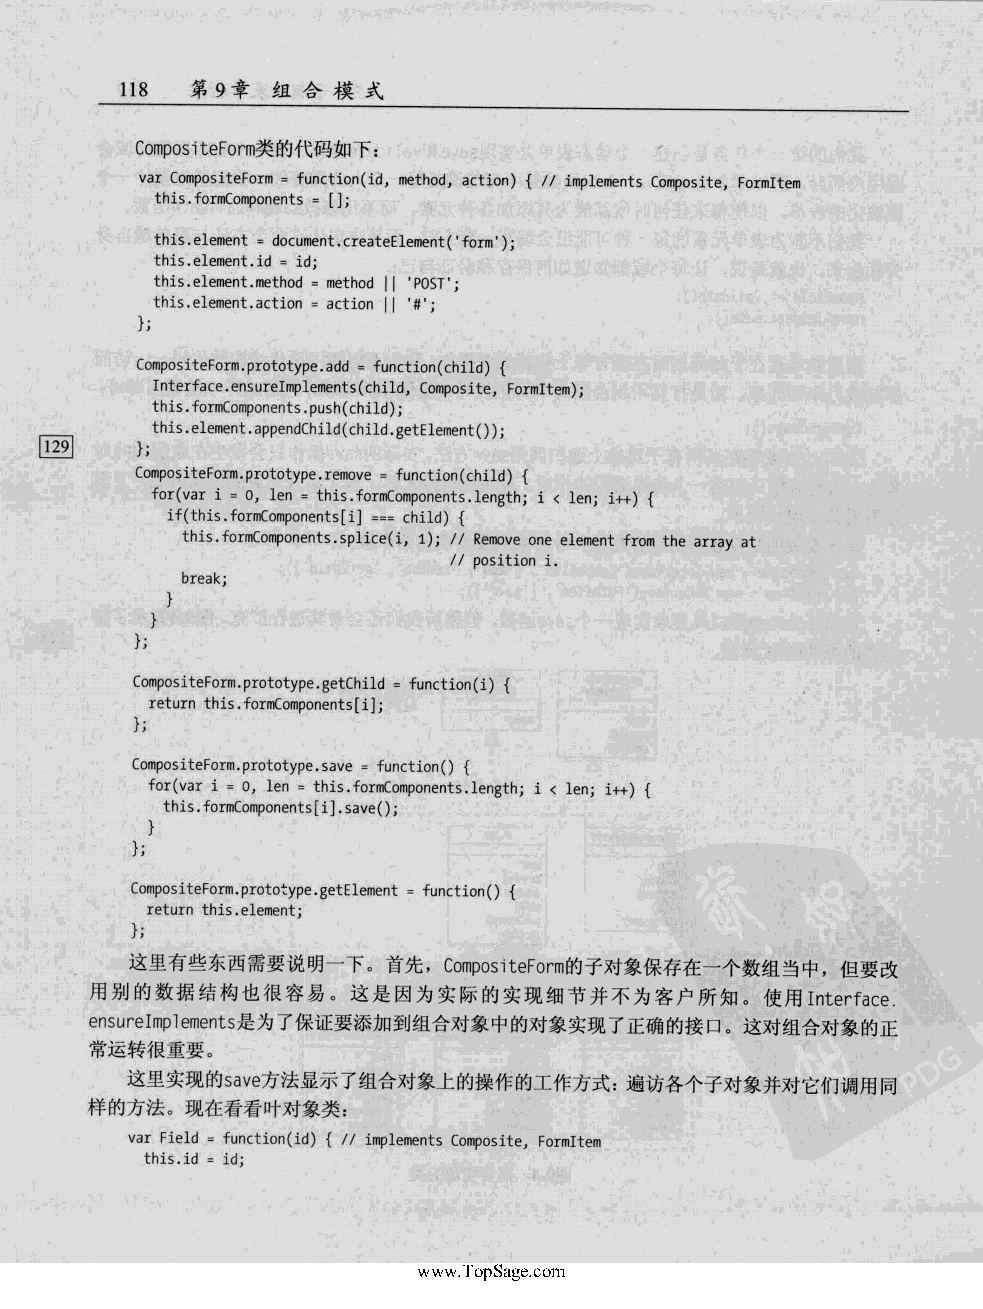 118 第9章 组合模式
CompositeForm类的代码如下：
var CompositeForm = function(id, method, action) { // implements Composite, FormItem
this.formComponents = [];
this.element = document.createElement('form');
this.element.id = id;
this.element.method = method || 'POST';
this.element.action = action || '#';
};
CompositeForm.prototype.add = function(child) {
Interface.ensureImplements(child, Composite, FormItem);
this.formComponents.push(child);
this.element.appendChild(child.getElement());
129
};
CompositeForm.prototype.remove = function(child) {
for(var i = 0, len = this.formComponents.length; i < len; i++) {
if(this.formComponents[i] === child) {
this.formComponents.splice(i, 1); // Remove one element from the array at
// position i.
break;
}
}
};
CompositeForm.prototype.getChild = function(i) {
return this.formComponents[i];
};
CompositeForm.prototype.save = function() {
for(var i = 0, len = this.formComponents.length; i < len; i++) {
this.formComponents[i].save();
}
};
CompositeForm.prototype.getElement = function() {
return this.element;
};
这里有些东西需要说明一下。首先，CompositeForm的子对象保存在一个数组当中，但要改
用别的数据结构也很容易。这是因为实际的实现细节并不为客户所知。使用Interface.
ensureImplements是为了保证要添加到组合对象中的对象实现了正确的接口。这对组合对象的正
常运转很重要。
这里实现的save方法显示了组合对象上的操作的工作方式：遍访各个子对象并对它们调用同
样的方法。现在看看叶对象类：
var Field = function(id) { // implements Composite, FormItem
this.id = id;
PDG
www.TopSage.com